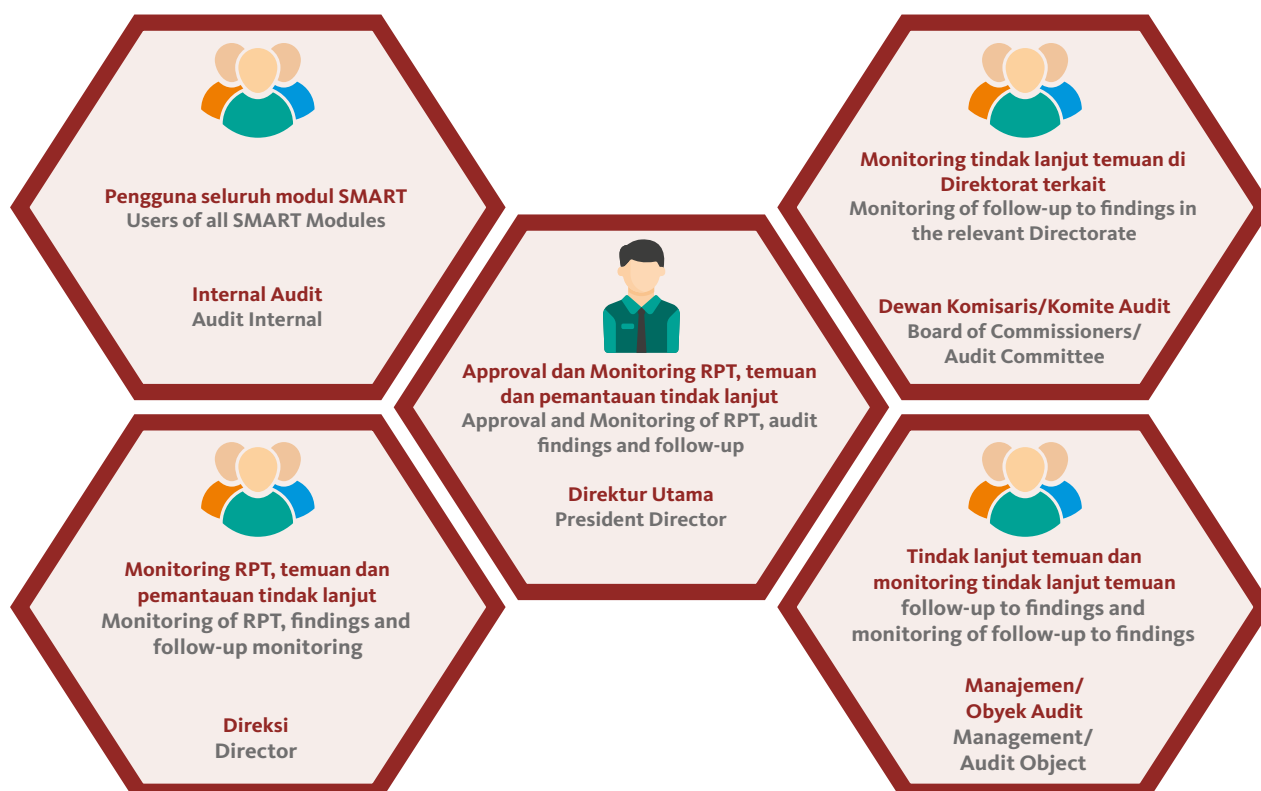 Pengguna seluruh modul SMART
Users of all SMART Modules
Internal Audit
Audit Internal
Monitoring tindak lanjut temuan di
Direktorat terkait
Monitoring of follow-up to findings in
the relevant Directorate
Dewan Komisaris/Komite Audit
Board of Commissioners/
Audit Committee
Approval dan Monitoring RPT, temuan
dan pemantauan tindak lanjut
Approval and Monitoring of RPT, audit
findings and follow-up
Direktur Utama
President Director
Monitoring RPT, temuan dan
pemantauan tindak lanjut
Monitoring of RPT, findings and
follow-up monitoring
Direksi
Director
Tindak lanjut temuan dan
monitoring tindak lanjut temuan
follow-up to findings and
monitoring of follow-up to findings
Manajemen/
Obyek Audit
Management/
Audit Object